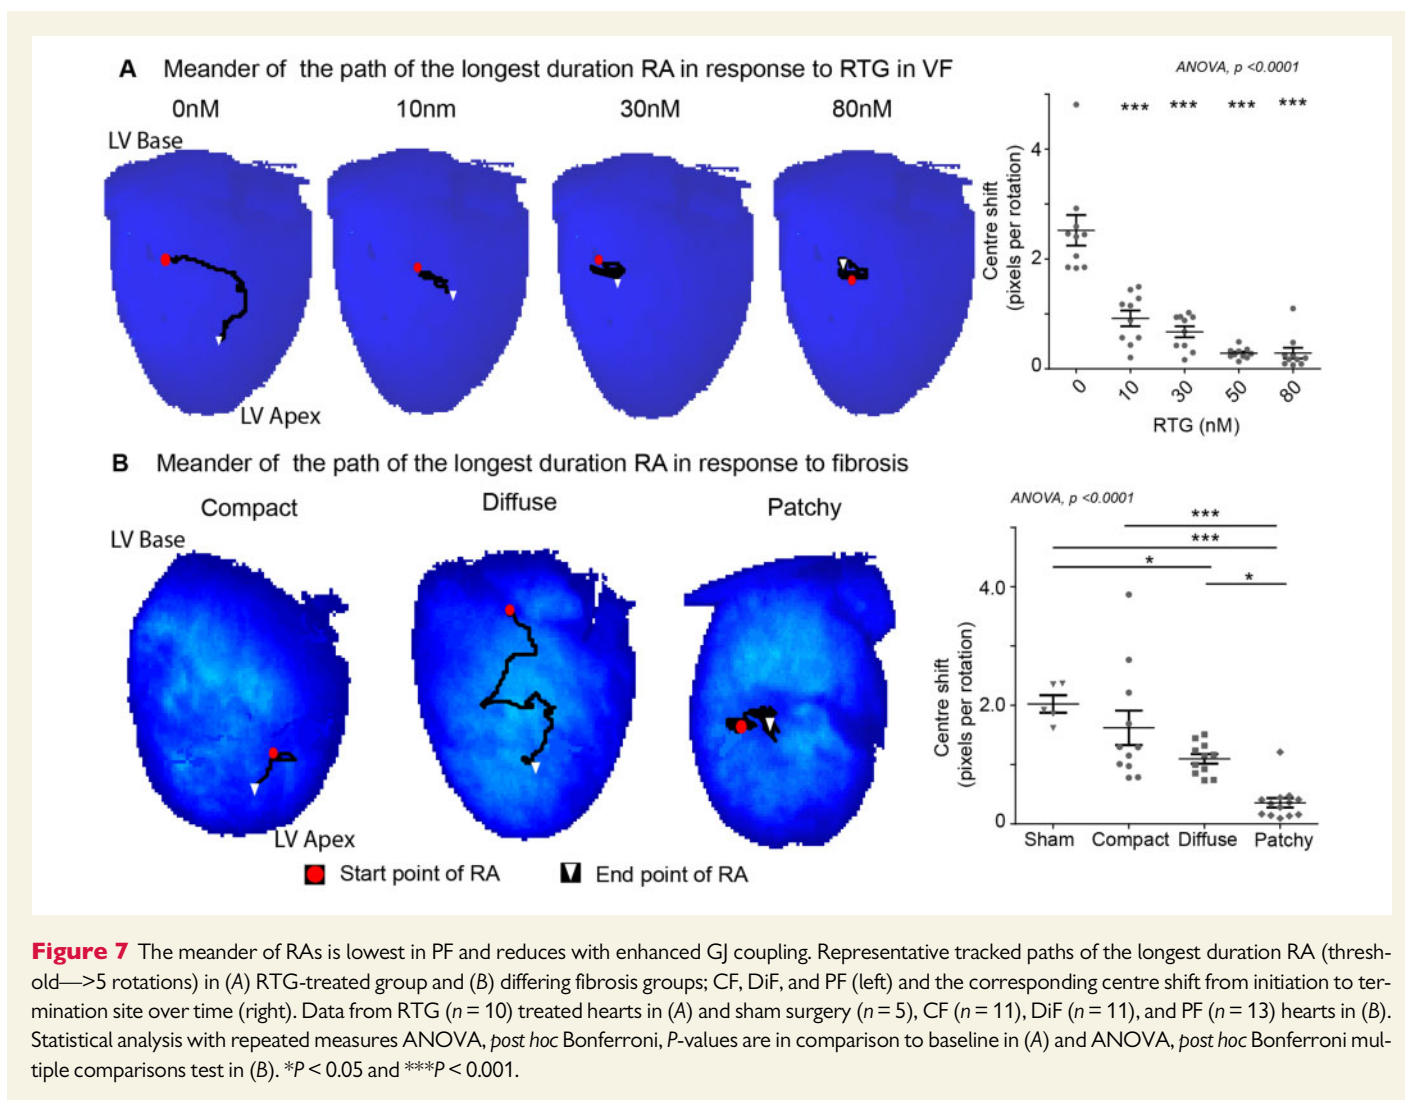 A Meander of the path of the longest duration RA in response to RTG in VF
0nM 10nm 30nM 80nM
LV Base
LV Apex
ANOVA, p <0.0001
*** *** *** ***
Centre shift
(pixels per rotation)
4
2
0
0 10 30 50 80
RTG (nM)
B Meander of the path of the longest duration RA in response to fibrosis
Compact Diffuse Patchy
LV Base
LV Apex
ANOVA, p <0.0001
***
***
*
*
Centre shift
(pixels per rotation)
4.0
2.0
0
Sham Compact Diffuse Patchy
Start point of RA End point of RA
Figure 7 The meander of RAs is lowest in PF and reduces with enhanced GJ coupling. Representative tracked paths of the longest duration RA (thresh-
old—>5 rotations) in (A) RTG-treated group and (B) differing fibrosis groups; CF, DiF, and PF (left) and the corresponding centre shift from initiation to ter-
mination site over time (right). Data from RTG (n = 10) treated hearts in (A) and sham surgery (n = 5), CF (n = 11), DiF (n = 11), and PF (n = 13) hearts in (B).
Statistical analysis with repeated measures ANOVA, post hoc Bonferroni, P-values are in comparison to baseline in (A) and ANOVA, post hoc Bonferroni mul-
tiple comparisons test in (B). *P < 0.05 and ***P < 0.001.